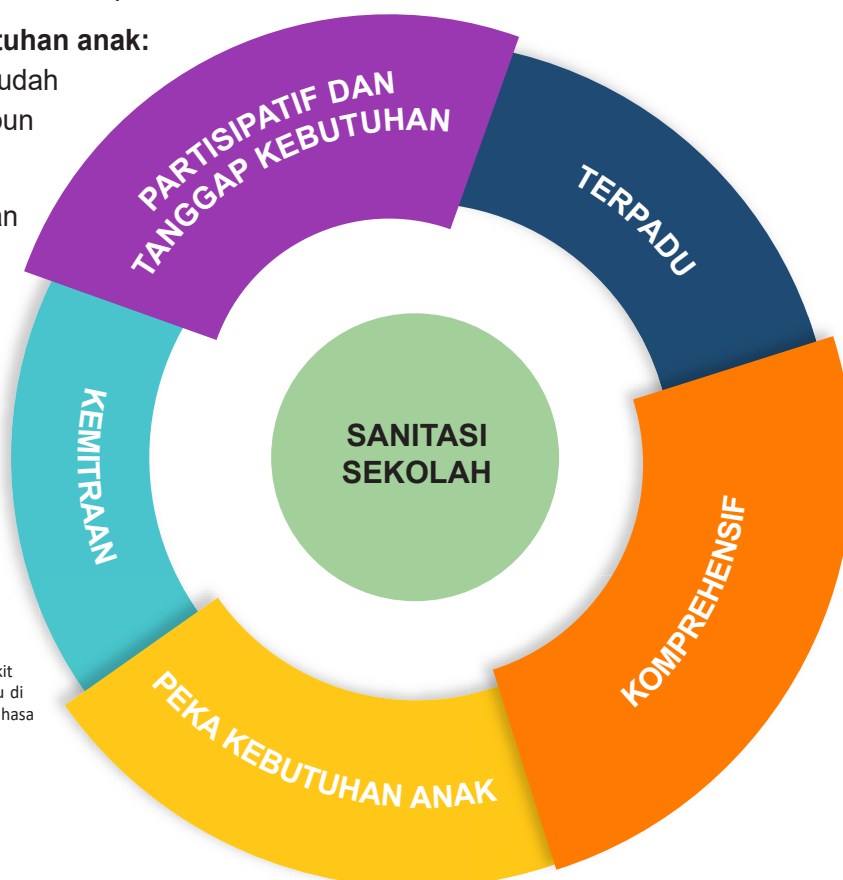 tuhan anak:
udah
pun
an
PARTISIPATIF DAN
TANGGAP KEBUTUHAN
TERPADU
KOMPREHENSIF
PEKA KEBUTUHAN ANAK
KEMITRAAN
SANITASI
SEKOLAH
kit
u di
hasa